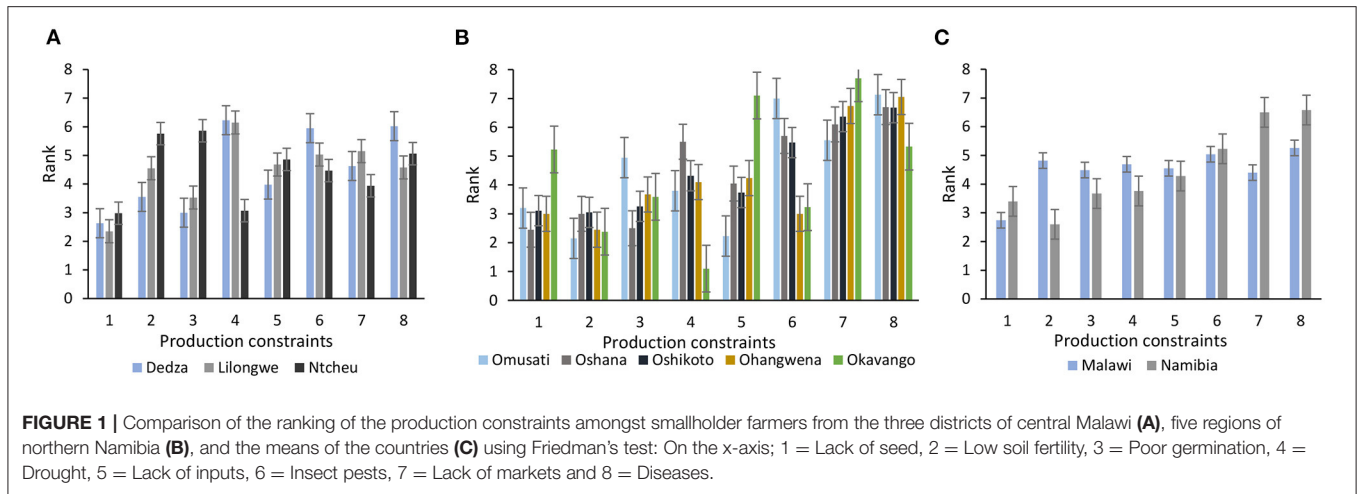 A
B
C
8
7
6
5
4
3
2
1
0
Rank
1 2 3 4 5 6 7 8
Production constraints
Dedza Lilongwe Ntcheu
8
7
6
5
4
3
2
1
0
Rank
1 2 3 4 5 6 7 8
Production constraints
Omusati Oshana Oshikoto Ohangwena Okavango
8
7
6
5
4
3
2
1
0
Rank
1 2 3 4 5 6 7 8
Production constraints
Malawi Namibia
FIGURE 1 | Comparison of the ranking of the production constraints amongst smallholder farmers from the three districts of central Malawi (A), five regions of
northern Namibia (B), and the means of the countries (C) using Friedman's test: On the x-axis; 1 = Lack of seed, 2 = Low soil fertility, 3 = Poor germination, 4 =
Drought, 5 = Lack of inputs, 6 = Insect pests, 7 = Lack of markets and 8 = Diseases.